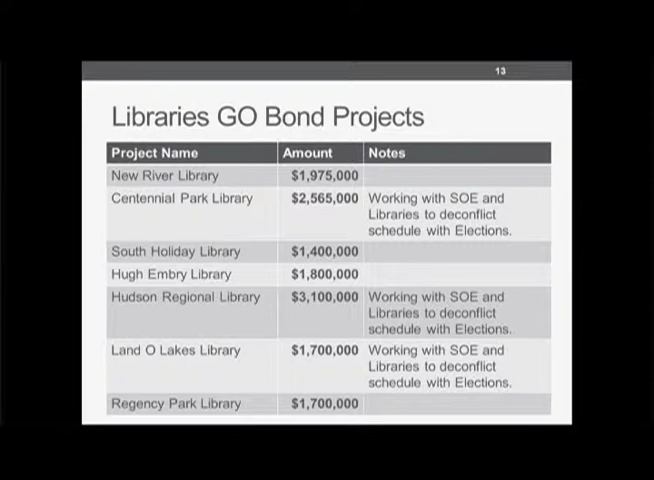 13
Libraries GO Bond Projects
Project Name Amount Notes
New River Library $1,975,000
Centennial Park Library $2,565,000 Working with SOE and
Libraries to deconflict
schedule with Elections.
South Holiday Library $1,400,000
Hugh Embry Library $1,800,000
Hudson Regional Library $3,100,000 Working with SOE and
Libraries to deconflict
schedule with Elections.
Land O Lakes Library $1,700,000 Working with SOE and
Libraries to deconflict
schedule with Elections.
Regency Park Library $1,700,000